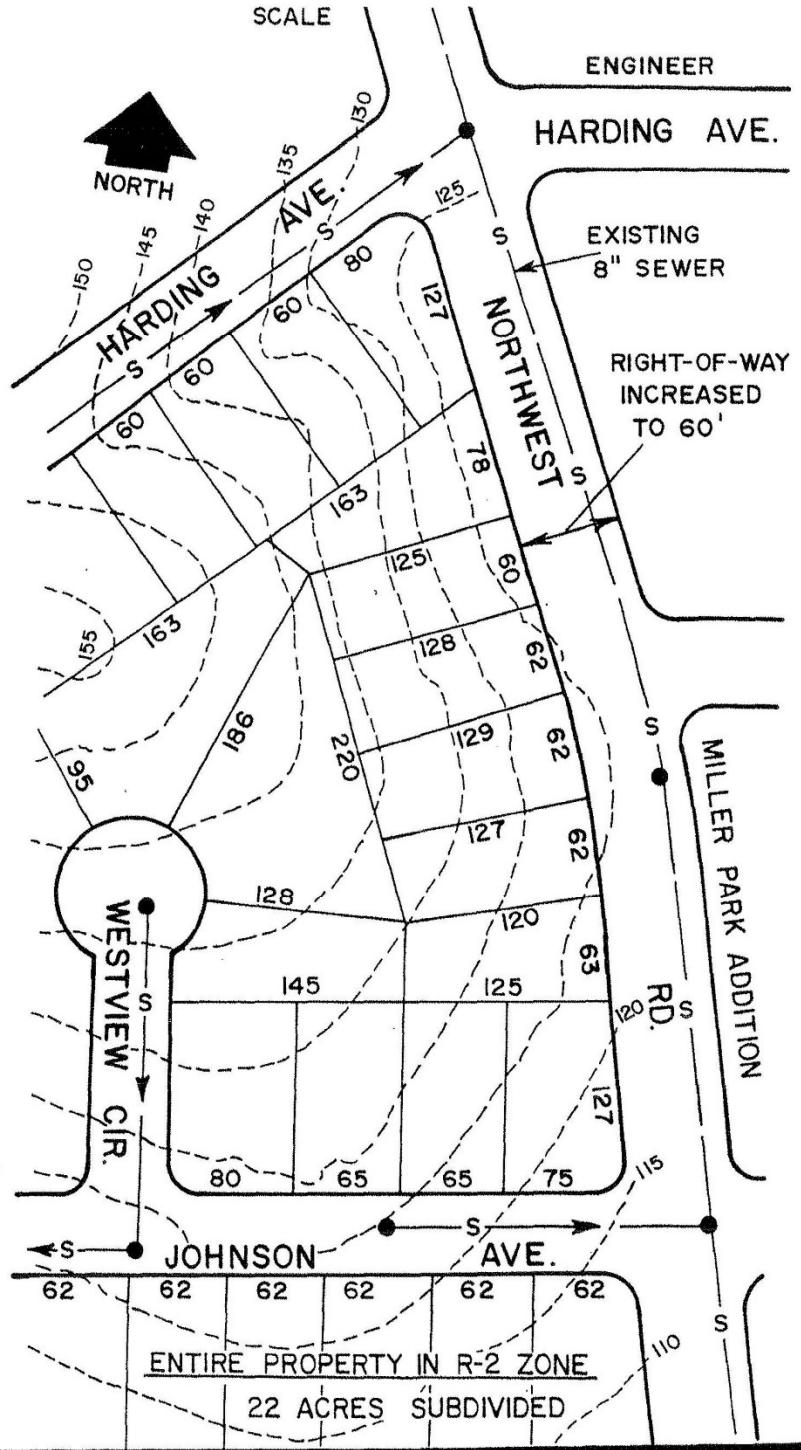 SCALE
ENGINEER
HARDING AVE.
NORTH
130
135
140
145
150
125
HARDING AVE.
S
S
S
EXISTING
8" SEWER
RIGHT-OF-WAY
INCREASED
TO 60'
NORTHWEST RD.
S
S
S
S
S
80
60
60
60
127
78
163
163
155
125
60
128
62
129
62
127
62
120
63
220
186
95
128
145
125
120
127
WESTVIEW CIR.
S
MILLER PARK ADDITION
80
65
65
75
115
S
S
JOHNSON AVE.
62
62
62
62
62
62
110
ENTIRE PROPERTY IN R-2 ZONE
22 ACRES SUBDIVIDED